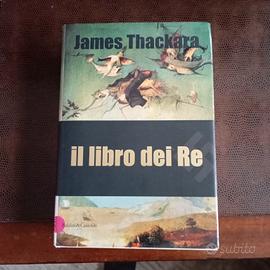 James Thackara
il libro dei Re
subito